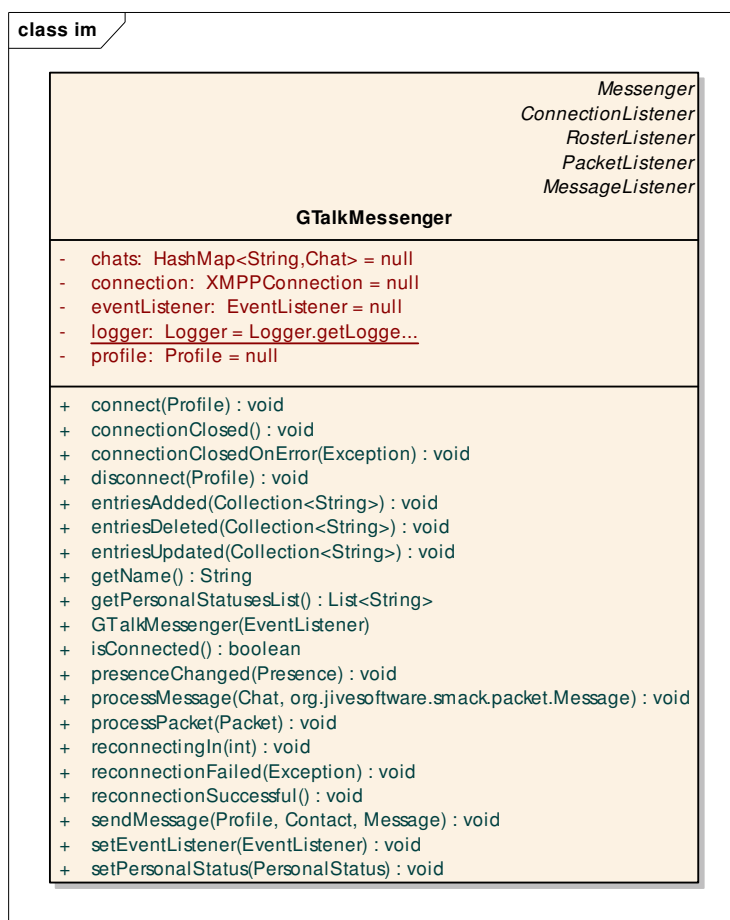 class im
Messenger
ConnectionListener
RosterListener
PacketListener
MessageListener
GTalkMessenger
- chats: HashMap<String,Chat> = null
- connection: XMPPConnection = null
- eventListener: EventListener = null
- logger: Logger = Logger.getLogge...
- profile: Profile = null
+ connect(Profile) : void
+ connectionClosed() : void
+ connectionClosedOnError(Exception) : void
+ disconnect(Profile) : void
+ entriesAdded(Collection<String>) : void
+ entriesDeleted(Collection<String>) : void
+ entriesUpdated(Collection<String>) : void
+ getName() : String
+ getPersonalStatusesList() : List<String>
+ GTalkMessenger(EventListener)
+ isConnected() : boolean
+ presenceChanged(Presence) : void
+ processMessage(Chat, org.jivesoftware.smack.packet.Message) : void
+ processPacket(Packet) : void
+ reconnectingIn(int) : void
+ reconnectionFailed(Exception) : void
+ reconnectionSuccessful() : void
+ sendMessage(Profile, Contact, Message) : void
+ setEventListener(EventListener) : void
+ setPersonalStatus(PersonalStatus) : void